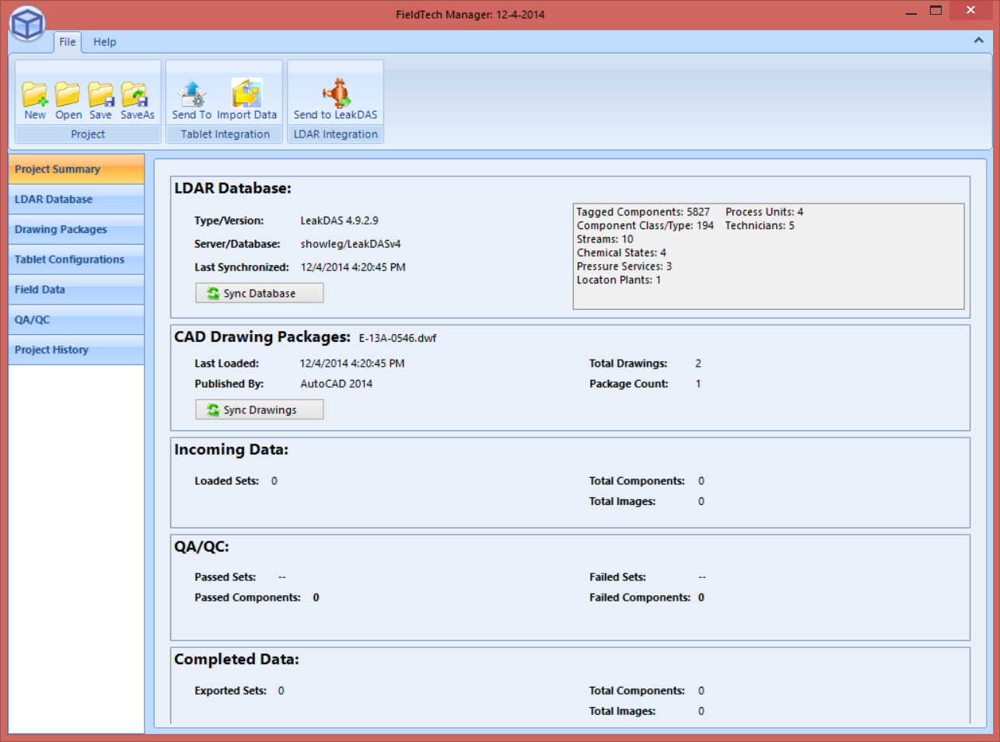 FieldTech Manager: 12-4-2014
File Help
New Open Save SaveAs Send To Import Data Send to LeakDAS
Project Tablet Integration LDAR Integration
Project Summary
LDAR Database
Drawing Packages
Tablet Configurations
Field Data
QA/QC
Project History
LDAR Database:
Type/Version: LeakDAS 4.9.2.9
Server/Database: showleg/LeakDASv4
Last Synchronized: 12/4/2014 4:20:45 PM
Sync Database
Tagged Components: 5827 Process Units: 4
Component Class/Type: 194 Technicians: 5
Streams: 10
Chemical States: 4
Pressure Services: 3
Locaton Plants: 1
CAD Drawing Packages: E-13A-0546.dwf
Last Loaded: 12/4/2014 4:20:45 PM Total Drawings: 2
Published By: AutoCAD 2014 Package Count: 1
Sync Drawings
Incoming Data:
Loaded Sets: 0 Total Components: 0
Total Images: 0
QA/QC:
Passed Sets: -- Failed Sets: --
Passed Components: 0 Failed Components: 0
Completed Data:
Exported Sets: 0 Total Components: 0
Total Images: 0